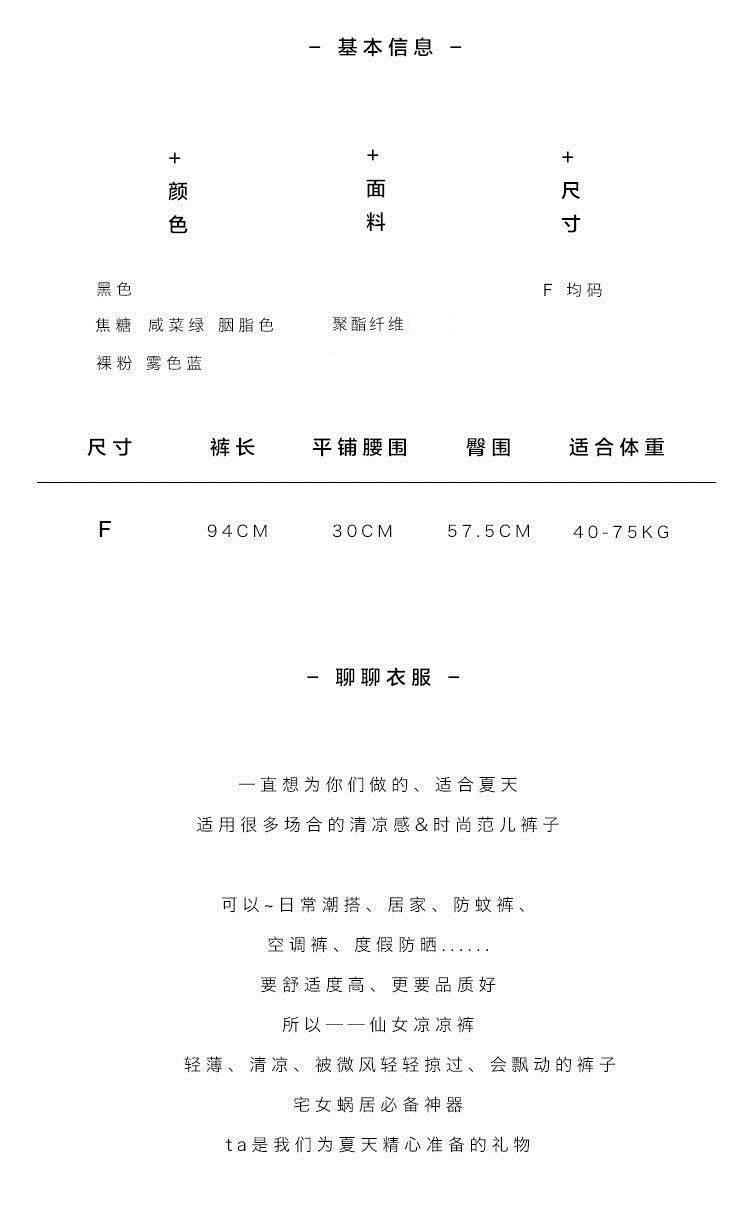 – 基本信息 –
+颜色
+面料
+尺寸
黑色
F 均码
焦糖 咸菜绿 胭脂色
聚酯纤维
裸粉 雾色蓝
尺寸 裤长 平铺腰围 臀围 适合体重
F 94CM 30CM 57.5CM 40-75KG
– 聊聊衣服 –
一直想为你们做的、适合夏天
适用很多场合的清凉感&时尚范儿裤子
可以~日常潮搭、居家、防蚊裤、
空调裤、度假防晒......
要舒适度高、更要品质好
所以——仙女凉凉裤
轻薄、清凉、被微风轻轻掠过、会飘动的裤子
宅女蜗居必备神器
ta是我们为夏天精心准备的礼物